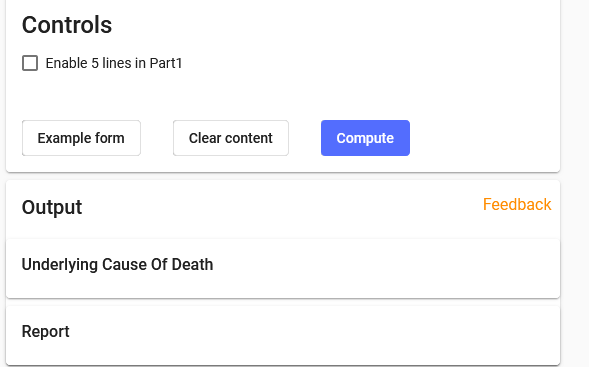 Controls
Enable 5 lines in Part1
Example form Clear content Compute
Output Feedback
Underlying Cause Of Death
Report